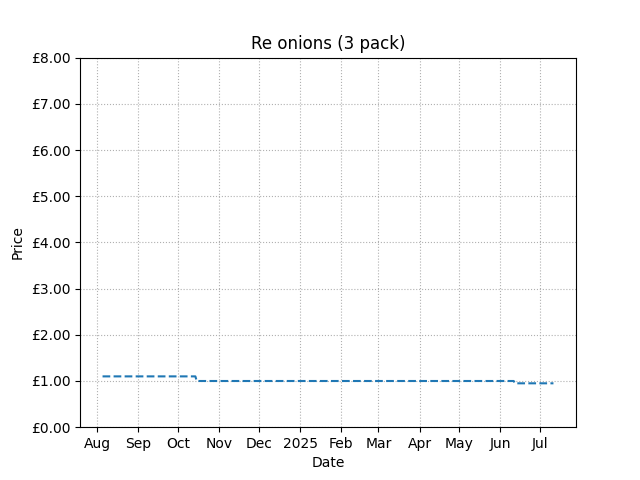 Re onions (3 pack)
£8.00
£7.00
£6.00
£5.00
£4.00
£3.00
£2.00
£1.00
£0.00
Price
Aug Sep Oct Nov Dec 2025 Feb Mar Apr May Jun Jul
Date